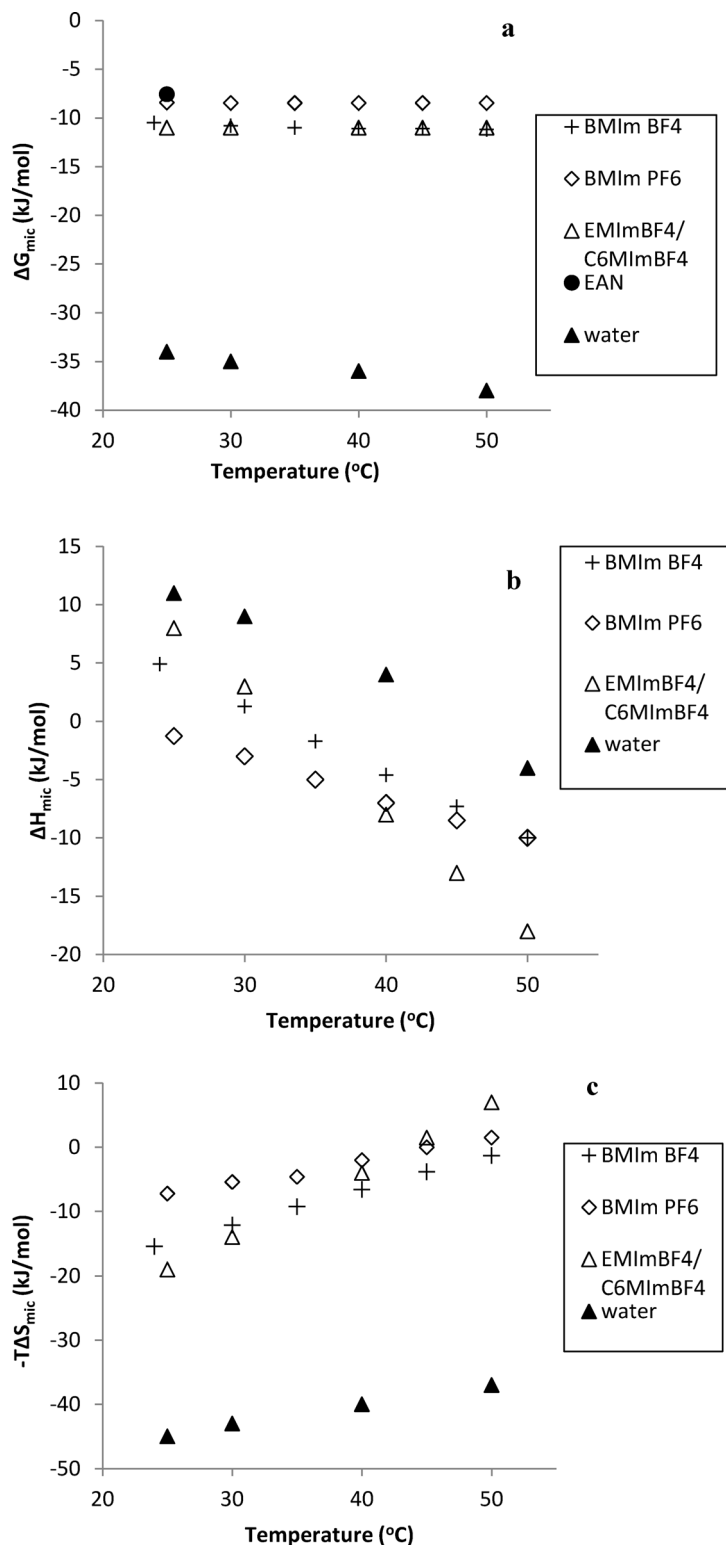 a
0
-5
-10
-15
-20
-25
-30
-35
-40
20
30
40
50
ΔGmic (kJ/mol)
Temperature (oC)
BMIm BF4
BMIm PF6
EMImBF4/
C6MImBF4
EAN
water
b
15
10
5
0
-5
-10
-15
-20
20
30
40
50
ΔHmic (kJ/mol)
Temperature (oC)
BMIm BF4
BMIm PF6
EMImBF4/
C6MImBF4
water
c
10
0
-10
-20
-30
-40
-50
20
30
40
50
-TΔSmic (kJ/mol)
Temperature (oC)
BMIm BF4
BMIm PF6
EMImBF4/
C6MImBF4
water